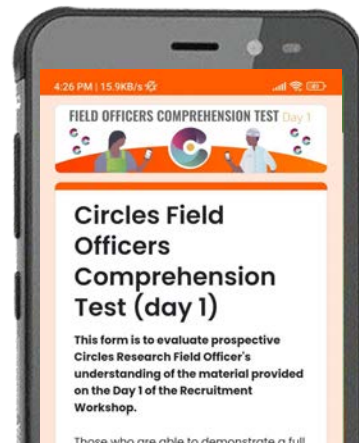 4:26 PM | 15.9KB/s
FIELD OFFICERS COMPREHENSION TEST Day 1
Circles Field
Officers
Comprehension
Test (day 1)
This form is to evaluate prospective
Circles Research Field Officer's
understanding of the material provided
on the Day 1 of the Recruitment
Workshop.
Those who are able to demonstrate a full